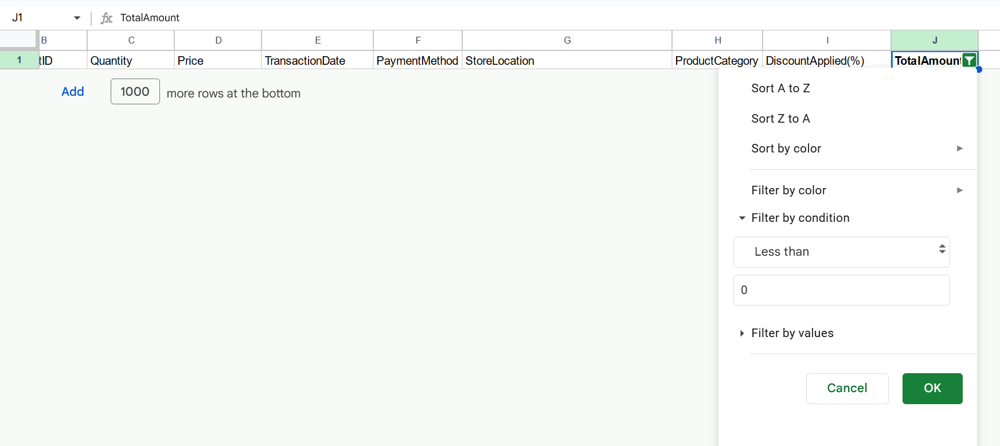 J1 fx TotalAmount
B C D E F G H I J
1 tID Quantity Price TransactionDate PaymentMethod StoreLocation ProductCategory DiscountApplied(%) TotalAmount
Add 1000 more rows at the bottom
Sort A to Z
Sort Z to A
Sort by color
Filter by color
Filter by condition
Less than
0
Filter by values
Cancel OK